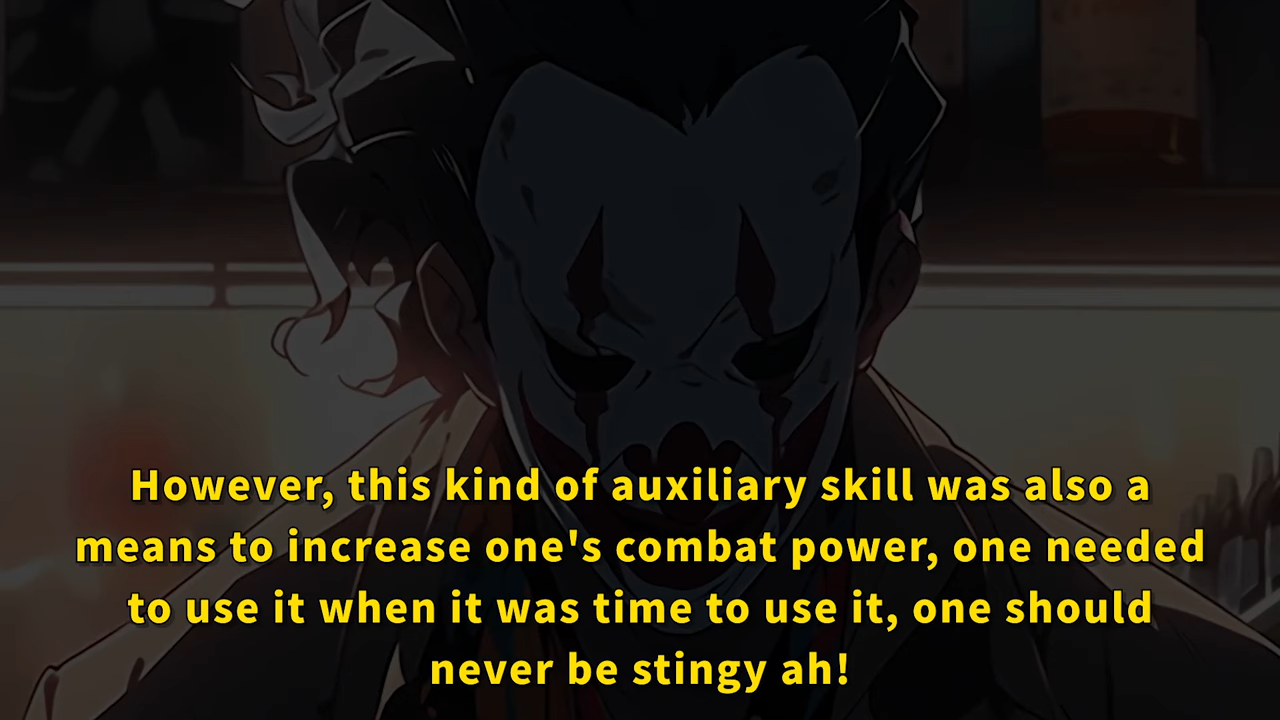 However, this kind of auxiliary skill was also a
means to increase one's combat power, one needed
to use it when it was time to use it, one should
never be stingy ah!